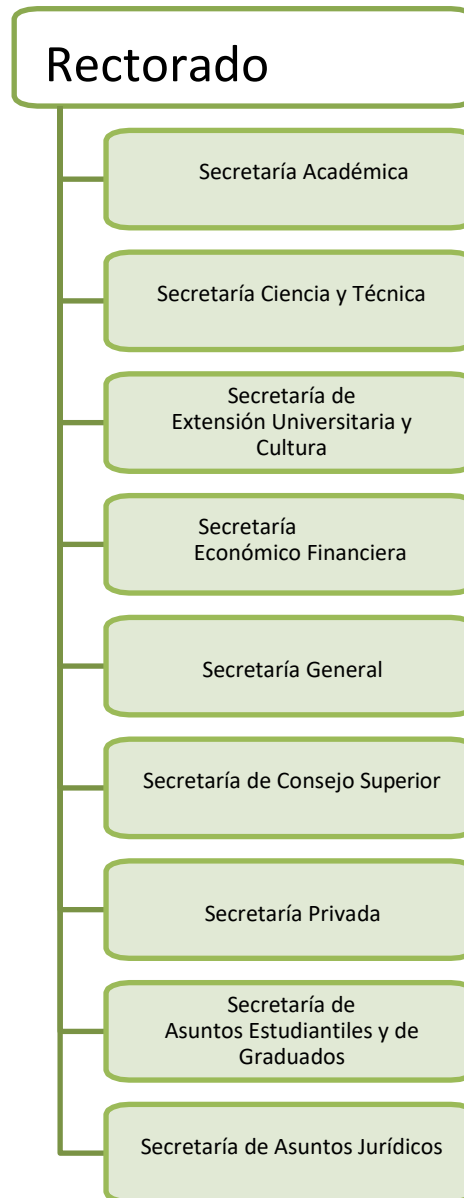 Rectorado
Secretaría Académica
Secretaría Ciencia y Técnica
Secretaría de
Extensión Universitaria y
Cultura
Secretaría
Económico Financiera
Secretaría General
Secretaría de Consejo Superior
Secretaría Privada
Secretaría de
Asuntos Estudiantiles y de
Graduados
Secretaría de Asuntos Jurídicos